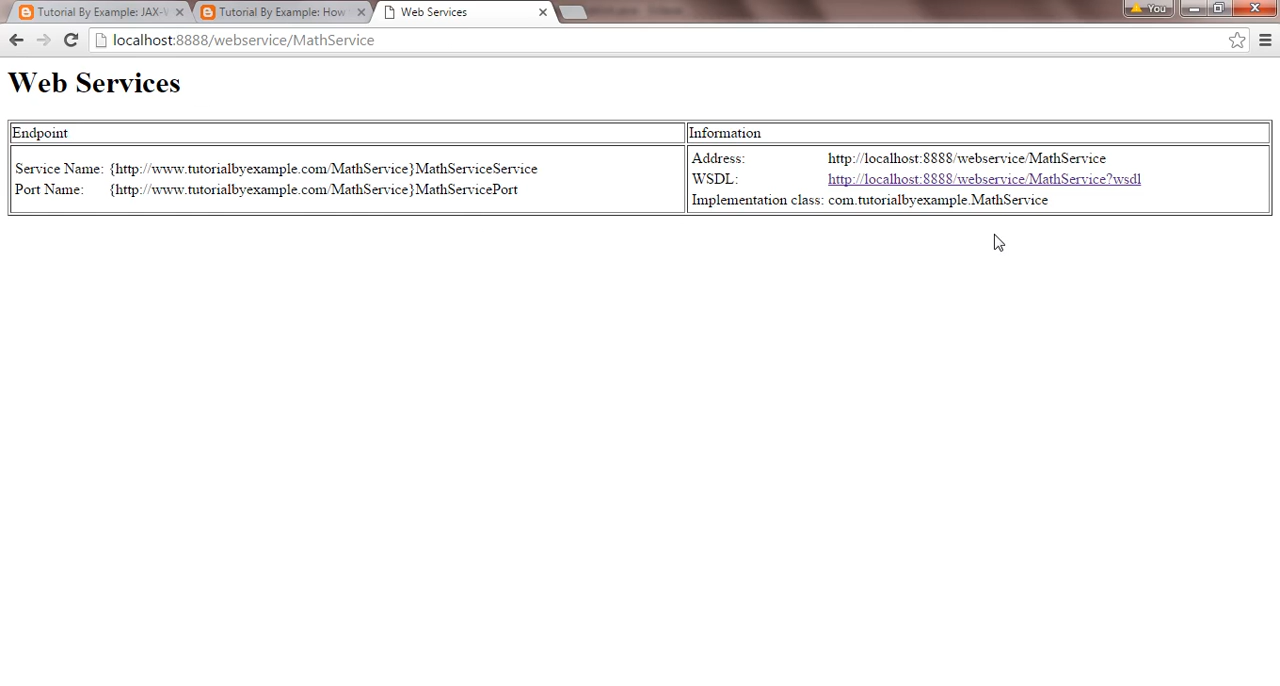 Tutorial By Example: JAX-W
Tutorial By Example: How
Web Services
You
localhost:8888/webservice/MathService
Web Services
Endpoint
Information
Service Name: {http://www.tutorialbyexample.com/MathService}MathServiceService
Port Name: {http://www.tutorialbyexample.com/MathService}MathServicePort
Address: http://localhost:8888/webservice/MathService
WSDL: http://localhost:8888/webservice/MathService?wsdl
Implementation class: com.tutorialbyexample.MathService